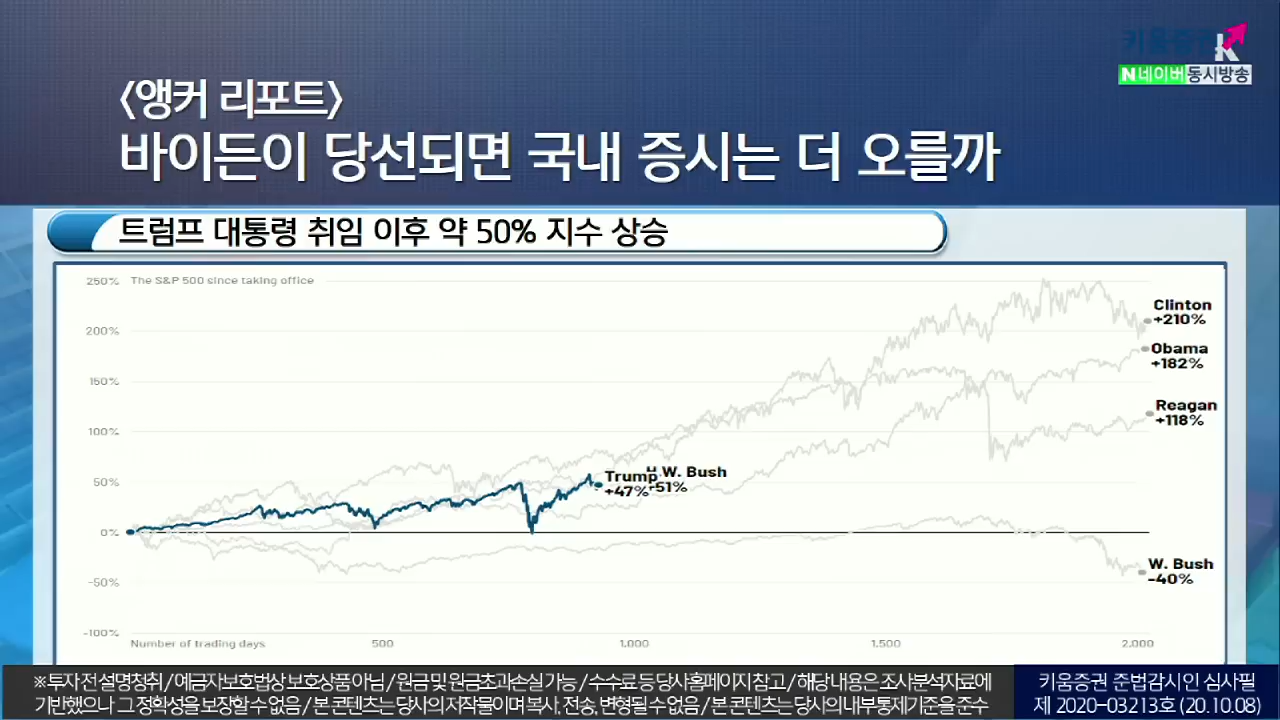 키움증권
N 네이버 동시방송
<앵커 리포트>
바이든이 당선되면 국내 증시는 더 오를까
트럼프 대통령 취임 이후 약 50% 지수 상승
250% The S&P 500 since taking office
200%
150%
100%
50%
0%
-50%
-100%
Clinton
+210%
Obama
+182%
Reagan
+118%
Trump
+47%
H.W. Bush
+51%
W. Bush
-40%
Number of trading days 500 1.000 1.500 2.000
※ 투자 전 설명청취 / 예금자보호법상 보호상품 아님 / 원금 및 원금초과손실 가능 / 수수료 등 당사홈페이지 참고 / 해당 내용은 조사분석자료에
기반했으나 그 정확성을 보장할 수 없음 / 본 콘텐츠는 당사의 저작물이며 복사, 전송, 변형될 수 없음 / 본 콘텐츠는 당사의 내부통제기준을 준수
키움증권 준법감시인 심사필
제 2020-03213호 (20.10.08)